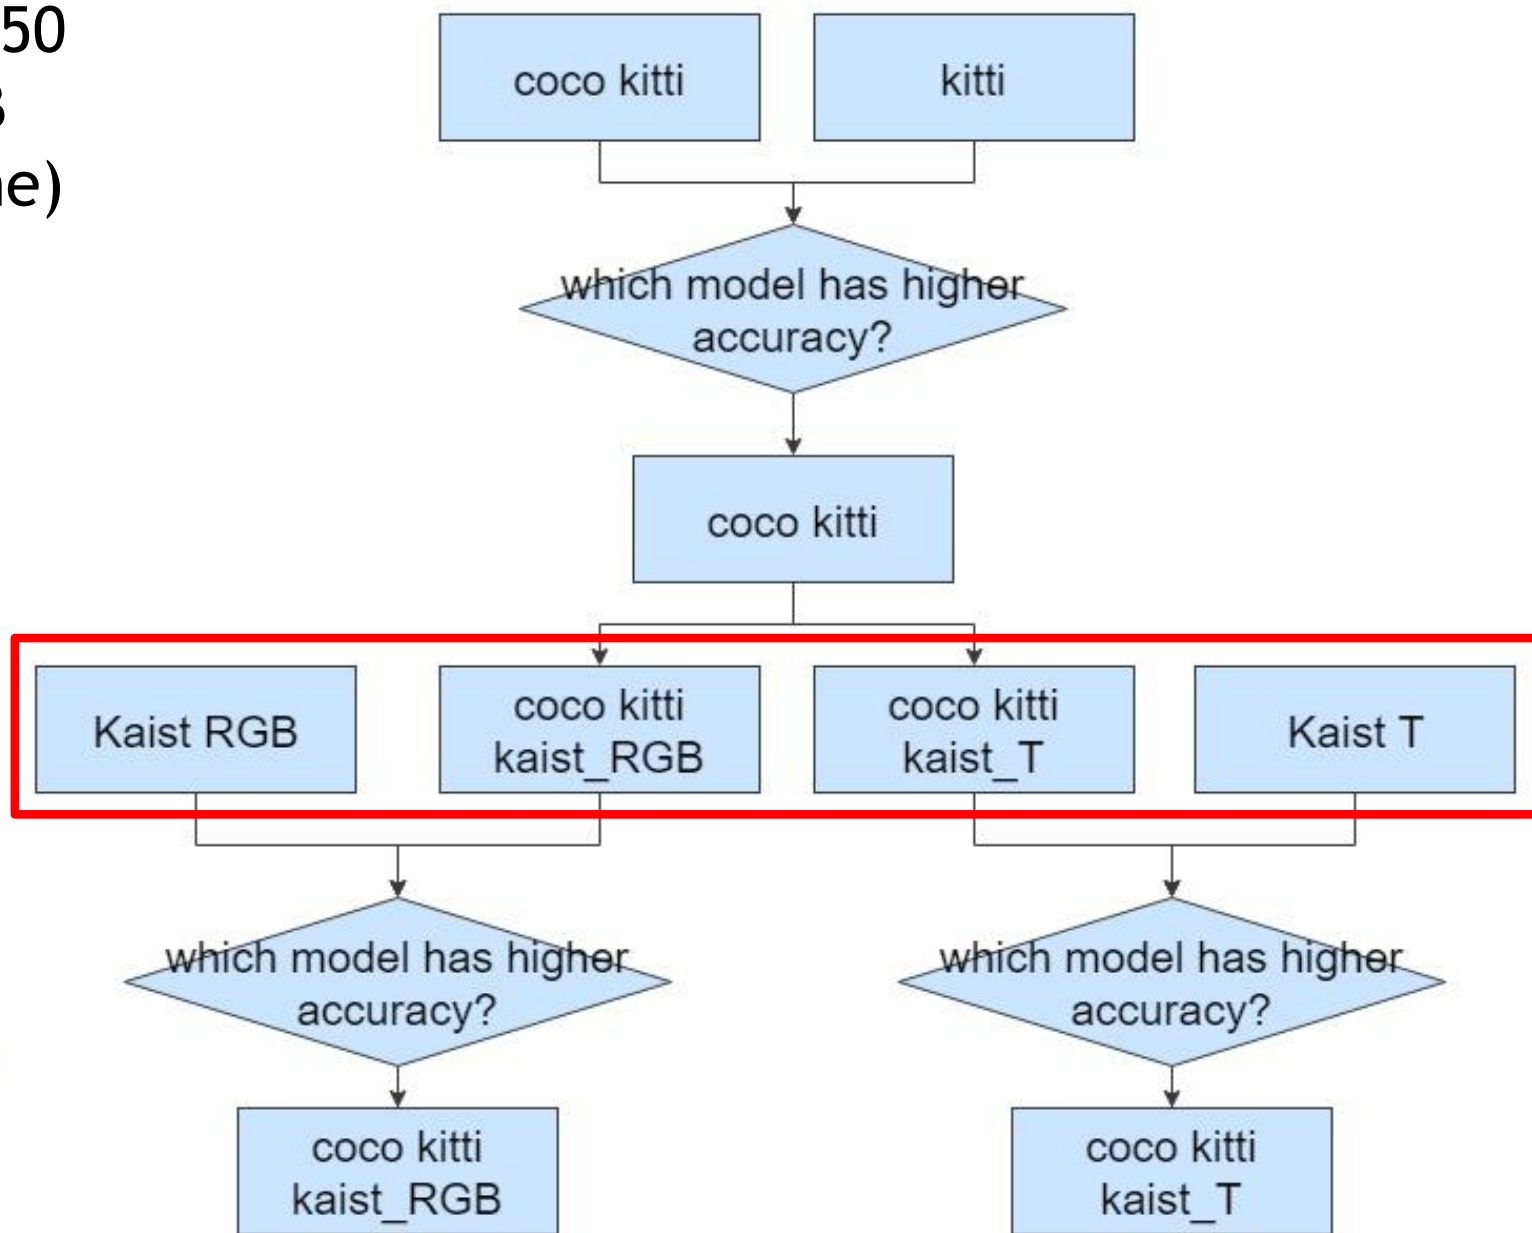 50
coco kitti
kitti
which model has higher
accuracy?
coco kitti
Kaist RGB
coco kitti
kaist_RGB
coco kitti
kaist_T
Kaist T
which model has higher
accuracy?
which model has higher
accuracy?
coco kitti
kaist_RGB
coco kitti
kaist_T